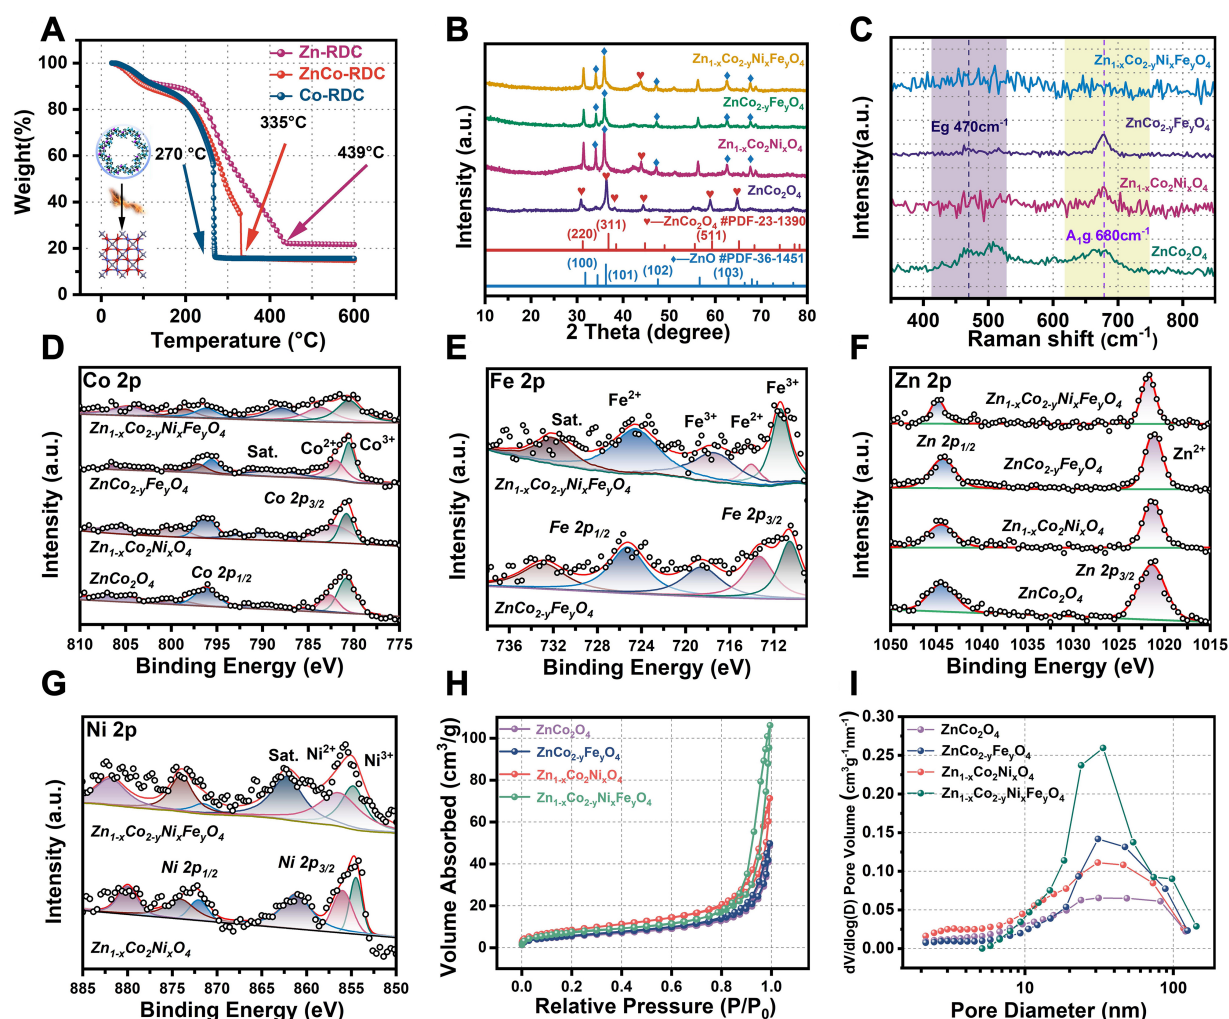 A
Zn-RDC
ZnCo-RDC
Co-RDC
335°C
270 °C
439°C
Weight(%)
100
80
60
40
20
0
0 200 400 600
Temperature (°C)
B
Zn1-xCo2-yNixFeyO4
ZnCo2-yFeyO4
Zn1-xCo2NixO4
ZnCo2O4
♥—ZnCo2O4 #PDF-23-1390
(220) (311) (511)
♦—ZnO #PDF-36-1451
(100) (101) (102) (103)
Intensity (a.u.)
10 20 30 40 50 60 70 80
2 Theta (degree)
C
Zn1-xCo2-yNixFeyO4
Eg 470cm-1
ZnCo2-yFeyO4
Zn1-xCo2NixO4
A1g 680cm-1
ZnCo2O4
Intensity(a.u.)
400 500 600 700 800
Raman shift (cm-1)
D
Co 2p
Zn1-xCo2-yNixFeyO4
Sat. Co2+ Co3+
ZnCo2-yFeyO4
Co 2p3/2
Zn1-xCo2NixO4
ZnCo2O4 Co 2p1/2
Intensity (a.u.)
810 805 800 795 790 785 780 775
Binding Energy (eV)
E
Fe 2p
Sat. Fe2+ Fe3+ Fe2+ Fe3+
Zn1-xCo2-yNixFeyO4
Fe 2p1/2 Fe 2p3/2
ZnCo2-yFeyO4
Intensity (a.u.)
736 732 728 724 720 716 712
Binding Energy (eV)
F
Zn 2p
Zn1-xCo2-yNixFeyO4
Zn 2p1/2 Zn2+
ZnCo2-yFeyO4
Zn1-xCo2NixO4
Zn 2p3/2
ZnCo2O4
Intensity (a.u.)
1050 1045 1040 1035 1030 1025 1020 1015
Binding Energy (eV)
G
Ni 2p
Sat. Ni2+ Ni3+
Zn1-xCo2-yNixFeyO4
Ni 2p1/2 Ni 2p3/2
Zn1-xCo2NixO4
Intensity (a.u.)
885 880 875 870 865 860 855 850
Binding Energy (eV)
H
ZnCo2O4
ZnCo2-yFeyO4
Zn1-xCo2NixO4
Zn1-xCo2-yNixFeyO4
Volume Absorbed (cm3/g)
100
80
60
40
20
0
0.0 0.2 0.4 0.6 0.8 1.0
Relative Pressure (P/P0)
I
ZnCo2O4
ZnCo2-yFeyO4
Zn1-xCo2NixO4
Zn1-xCo2-yNixFeyO4
dV/dlog(D) Pore Volume (cm3g-1nm-1)
0.30
0.25
0.20
0.15
0.10
0.05
0.00
10 100
Pore Diameter (nm)